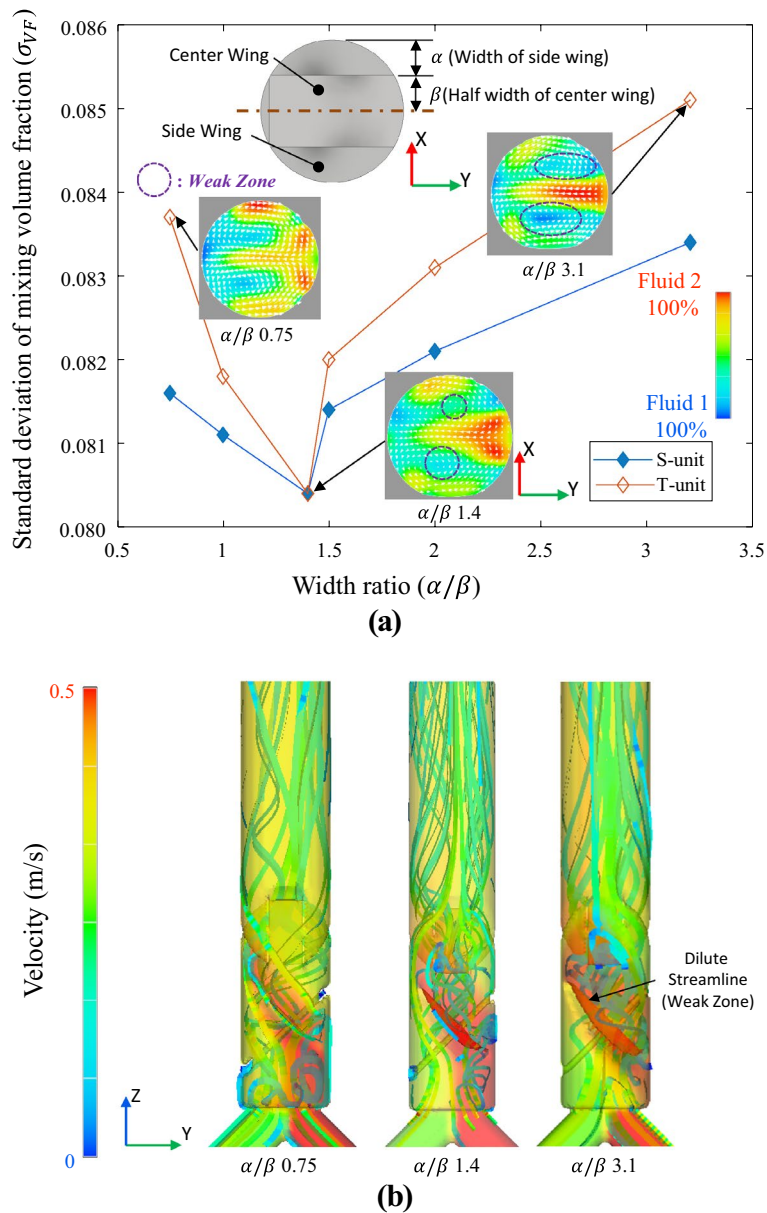 0.086
0.085
0.084
0.083
0.082
0.081
0.080
Standard deviation of mixing volume fraction (σVF)
Center Wing
Side Wing
α (Width of side wing)
β(Half width of center wing)
X
Y
: Weak Zone
α/β 0.75
α/β 3.1
Fluid 2
100%
Fluid 1
100%
α/β 1.4
X
Y
S-unit
T-unit
0.5 1 1.5 2 2.5 3 3.5
Width ratio (α/β)
(a)
0.5
Velocity (m/s)
0
Z
Y
Dilute
Streamline
(Weak Zone)
α/β 0.75 α/β 1.4 α/β 3.1
(b)